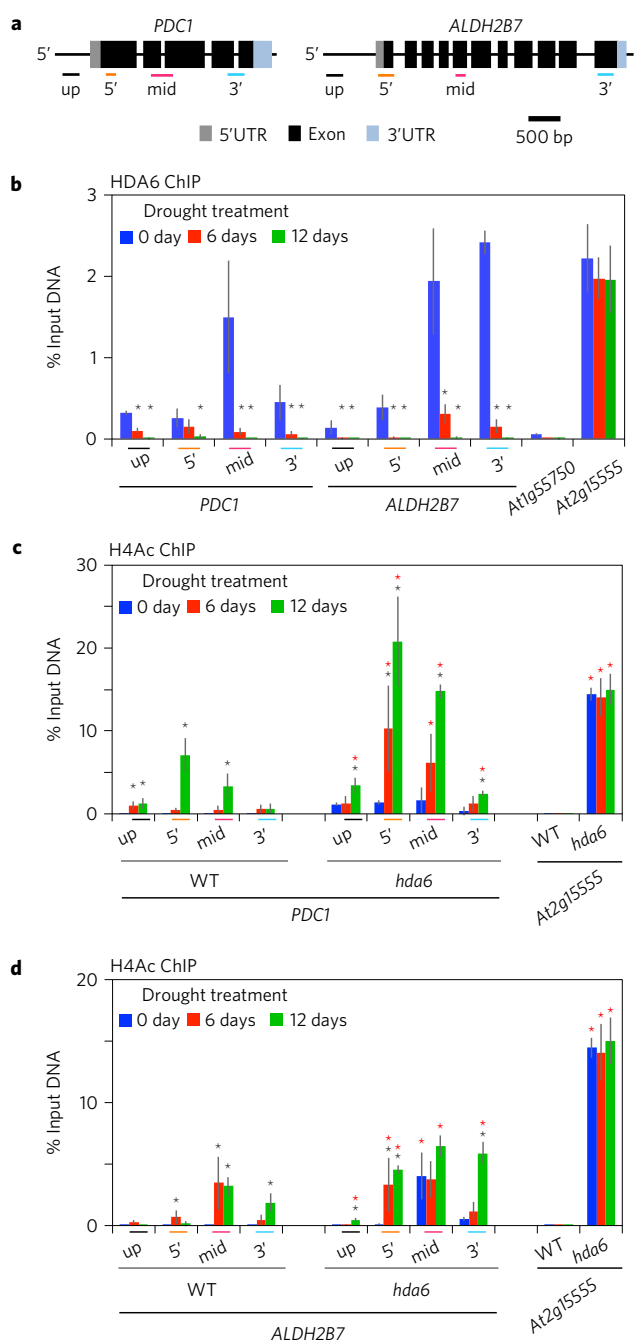 a
PDC1 ALDH2B7
5′ 5′
up 5′ mid 3′ up 5′ mid 3′
5′UTR Exon 3′UTR 500 bp
b HDA6 ChIP
3
Drought treatment
0 day 6 days 12 days
2
% Input DNA
1
0
up 5′ mid 3′ up 5′ mid 3′ At1g55750 At2g15555
PDC1 ALDH2B7
* * * * * * * * * * * * * * *
c H4Ac ChIP
30
Drought treatment
0 day 6 days 12 days
20
% Input DNA
10
0
* * * * * * * * * * * * * * * * *
up 5′ mid 3′ up 5′ mid 3′ WT hda6
WT hda6 At2g15555
PDC1
d H4Ac ChIP
20
Drought treatment
0 day 6 days 12 days
15
% Input DNA
10
5
0
* * * * * * * * * * * * * * * *
up 5′ mid 3′ up 5′ mid 3′ WT hda6
WT hda6 At2g15555
ALDH2B7